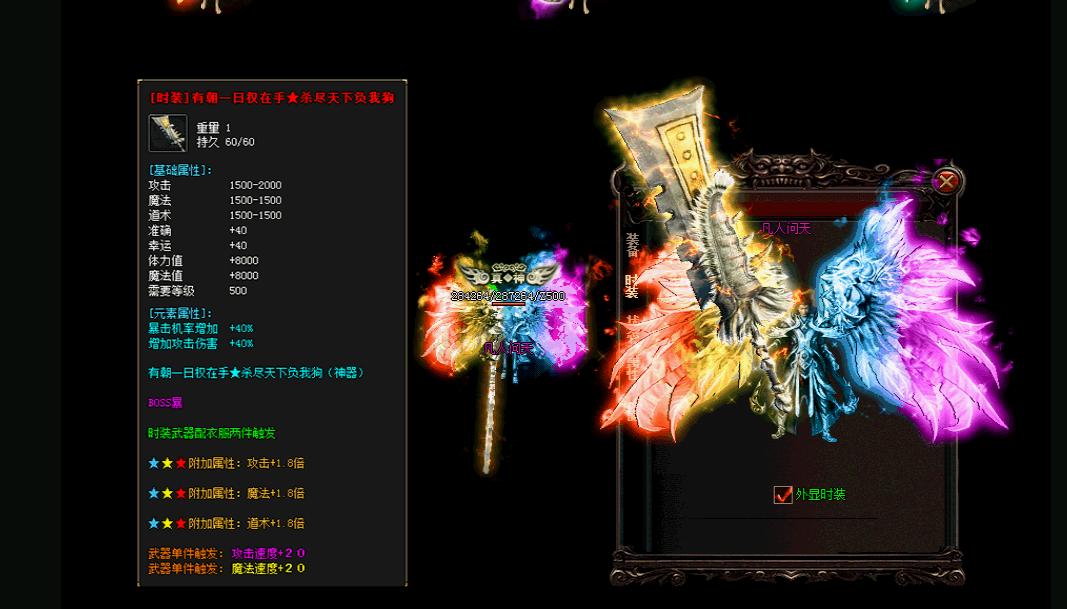 [时装]有朝一日权在手★杀尽天下负我狗
重量 1
持久 60/60
[基础属性]:
攻击 1500-2000
魔法 1500-1500
道术 1500-1500
准确 +40
幸运 +40
体力值 +8000
魔法值 +8000
需要等级 500
[元素属性]:
暴击机率增加 +40%
增加攻击伤害 +40%
有朝一日权在手★杀尽天下负我狗（神器）
BOSS爆
时装武器配衣服两件触发
★★★附加属性: 攻击+1.8倍
★★★附加属性: 魔法+1.8倍
★★★附加属性: 道术+1.8倍
武器单件触发: 攻击速度+２０
武器单件触发: 魔法速度+２０
真◆神
284264/287264/Z500
凡人问天
凡人问天
装备
时装
外显时装